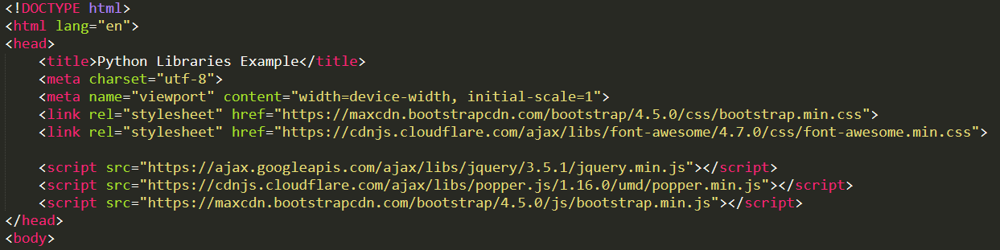 <!DOCTYPE html>
<html lang="en">
<head>
    <title>Python Libraries Example</title>
    <meta charset="utf-8">
    <meta name="viewport" content="width=device-width, initial-scale=1">
    <link rel="stylesheet" href="https://maxcdn.bootstrapcdn.com/bootstrap/4.5.0/css/bootstrap.min.css">
    <link rel="stylesheet" href="https://cdnjs.cloudflare.com/ajax/libs/font-awesome/4.7.0/css/font-awesome.min.css">

    <script src="https://ajax.googleapis.com/ajax/libs/jquery/3.5.1/jquery.min.js"></script>
    <script src="https://cdnjs.cloudflare.com/ajax/libs/popper.js/1.16.0/umd/popper.min.js"></script>
    <script src="https://maxcdn.bootstrapcdn.com/bootstrap/4.5.0/js/bootstrap.min.js"></script>
</head>
<body>